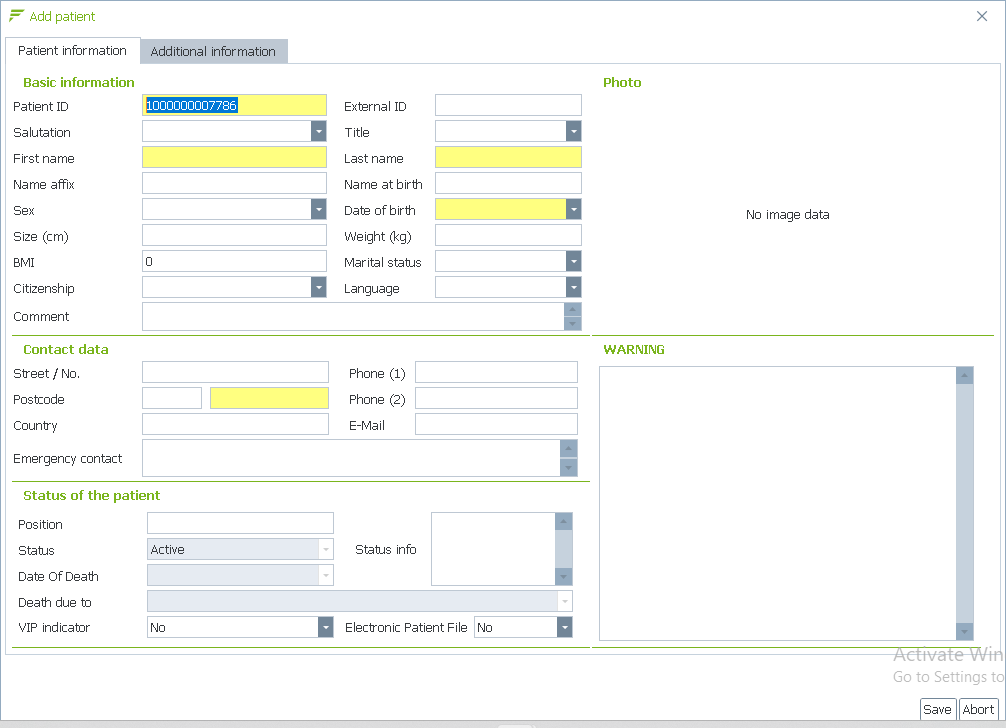 Add patient
Patient information Additional information
Basic information Photo
Patient ID 1000000007786 External ID
Salutation Title
First name Last name
Name affix Name at birth
Sex Date of birth
No image data
Size (cm) Weight (kg)
BMI 0 Marital status
Citizenship Language
Comment
Contact data WARNING
Street / No. Phone (1)
Postcode Phone (2)
Country E-Mail
Emergency contact
Status of the patient
Position
Status Active Status info
Date Of Death
Death due to
VIP indicator No Electronic Patient File No
Activate Win
Go to Settings to
Save Abort